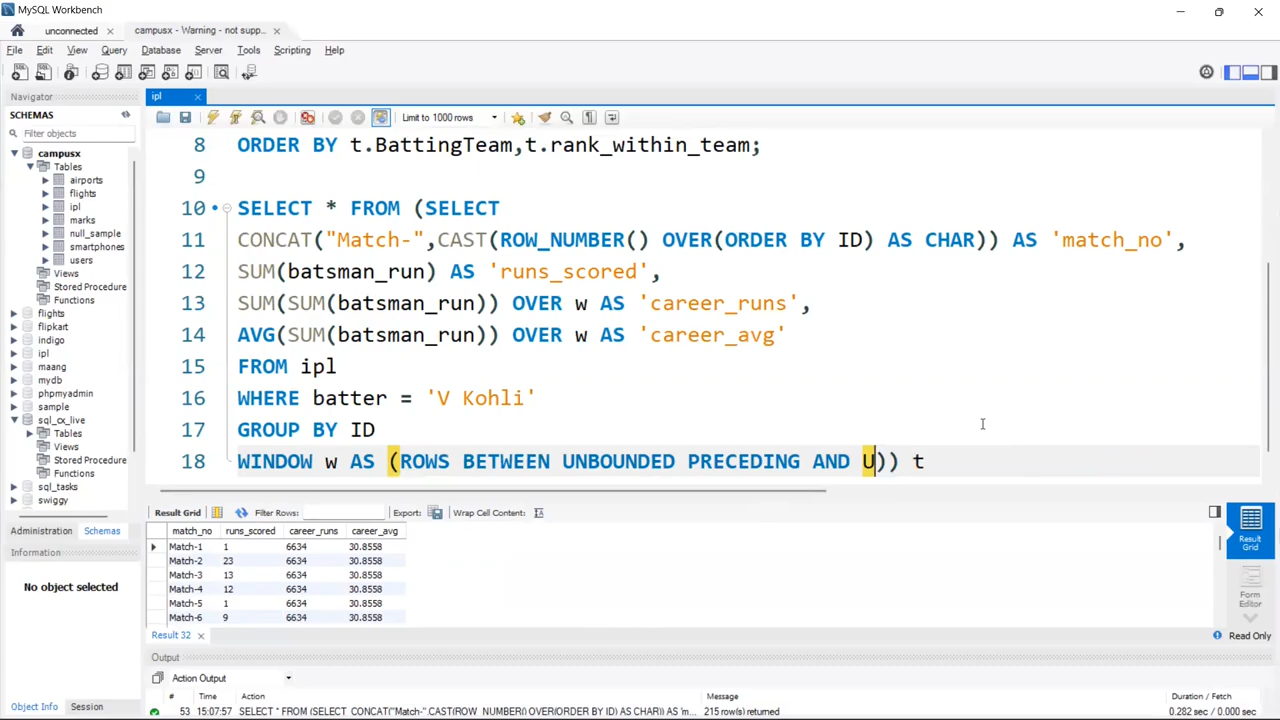 MySQL Workbench
unconnected
campusx - Warning - not supp...
File Edit View Query Database Server Tools Scripting Help
Navigator
SCHEMAS
Filter objects
campusx
Tables
airports
flights
ipl
marks
null_sample
smartphones
users
Views
Stored Procedure
Functions
flights
flipkart
indigo
ipl
maang
mydb
phpmyadmin
sample
sql_cx_live
Tables
Views
Stored Procedure
Functions
sql_tasks
swiggy
Administration Schemas
Information
No object selected
Object Info Session
ipl
Limit to 1000 rows
8 ORDER BY t.BattingTeam,t.rank_within_team;
9
10 SELECT * FROM (SELECT
11 CONCAT("Match-",CAST(ROW_NUMBER() OVER(ORDER BY ID) AS CHAR)) AS 'match_no',
12 SUM(batsman_run) AS 'runs_scored',
13 SUM(SUM(batsman_run)) OVER w AS 'career_runs',
14 AVG(SUM(batsman_run)) OVER w AS 'career_avg'
15 FROM ipl
16 WHERE batter = 'V Kohli'
17 GROUP BY ID
18 WINDOW w AS (ROWS BETWEEN UNBOUNDED PRECEDING AND U)) t
Result Grid Filter Rows: Export: Wrap Cell Content:
match_no runs_scored career_runs career_avg
Match-1 1 6634 30.8558
Match-2 23 6634 30.8558
Match-3 13 6634 30.8558
Match-4 12 6634 30.8558
Match-5 1 6634 30.8558
Match-6 9 6634 30.8558
Result Grid
Form Editor
Result 32
Read Only
Output
Action Output
# Time Action Message Duration / Fetch
53 15:07:57 SELECT * FROM (SELECT CONCAT("Match-",CAST(ROW_NUMBER() OVER(ORDER BY ID) AS CHAR)) AS 'm... 215 row(s) returned 0.282 sec / 0.000 sec